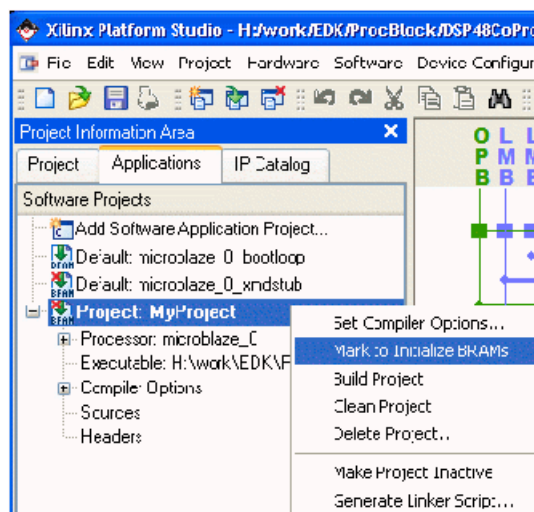 Xilinx Platform Studio - H:/work/EDK/ProcBlock/DSP48CoPro
File Edit View Project Hardware Software Device Configur
Project Information Area
Project Applications IP Catalog
Software Projects
Add Software Application Project...
Default: microblaze_0_bootloop
Default: microblaze_0_xmdstub
Project: MyProject
Processor: microblaze_0
Executable: H:\work\EDK\P
Compiler Options
Sources
Headers
O L L
P M M
B B B
Set Compiler Options...
Mark to Initialize BRAMs
Build Project
Clean Project
Delete Project...
Make Project Inactive
Generate Linker Script...